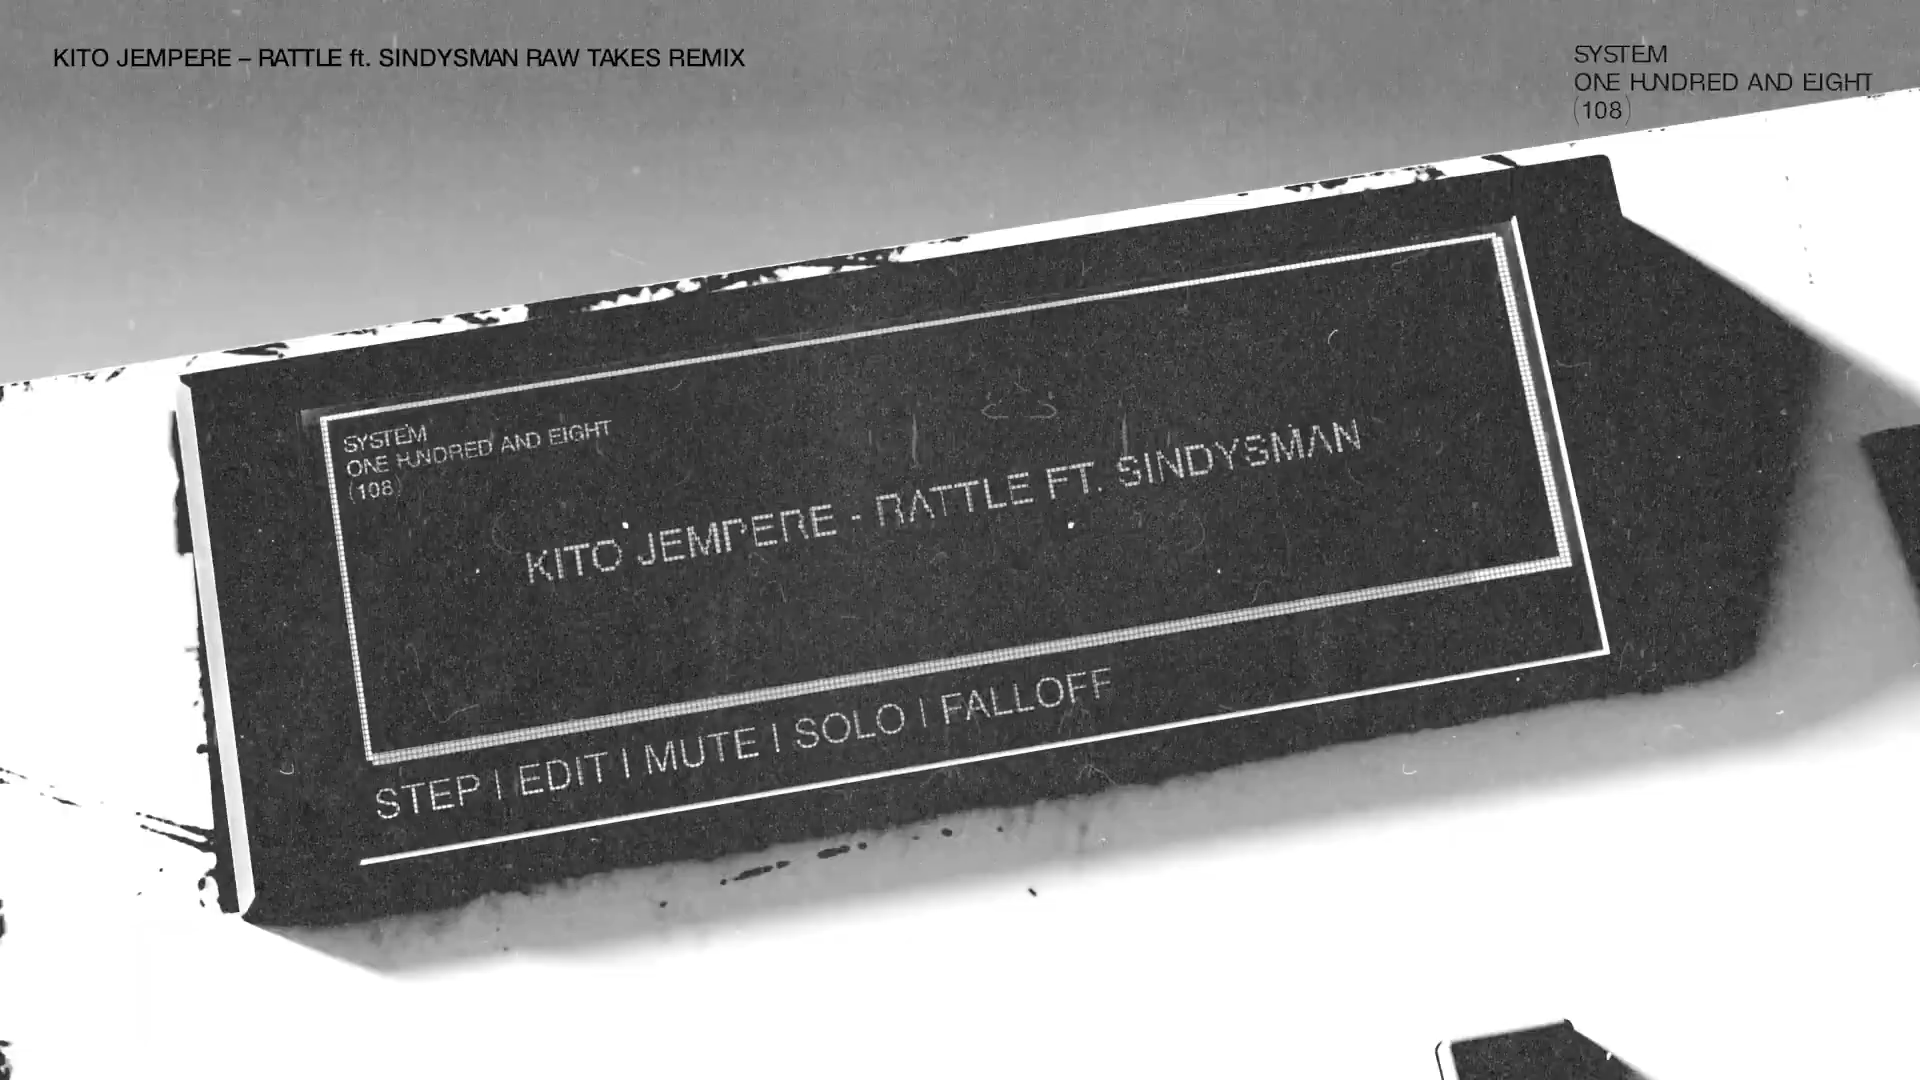 KITO JEMPERE – RATTLE ft. SINDYSMAN RAW TAKES REMIX
SYSTEM
ONE HUNDRED AND EIGHT
(108)
SYSTEM
ONE HUNDRED AND EIGHT
(108)
KITO JEMPERE - RATTLE FT. SINDYSMAN
STEP | EDIT | MUTE | SOLO | FALLOFF